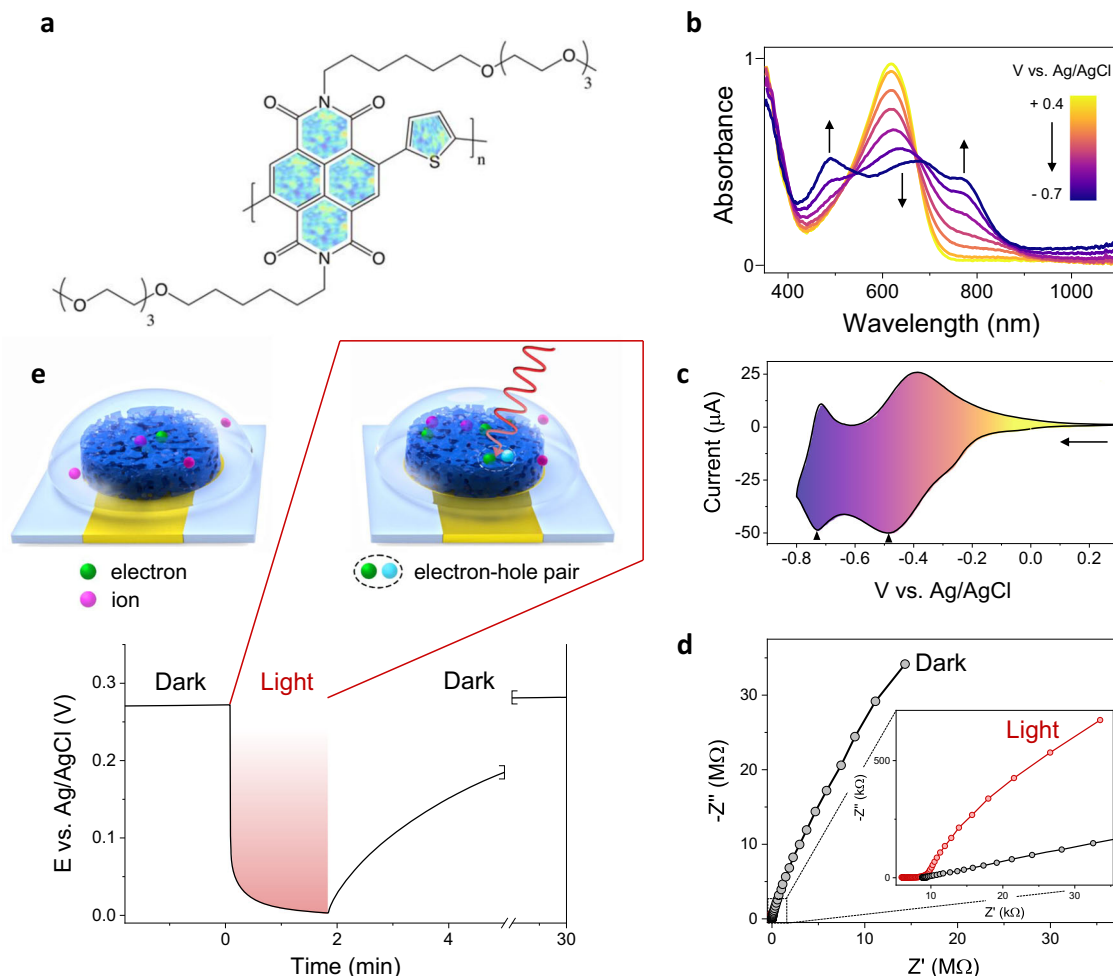 a
O
O
3
O
N
O
S
n
O
N
O
O
O
3
b
Absorbance
1
0
V vs. Ag/AgCl
+ 0.4
- 0.7
400 600 800 1000
Wavelength (nm)
c
Current (μA)
25
0
-25
-50
-0.8 -0.6 -0.4 -0.2 0.0
V vs. Ag/AgCl
e
electron
ion
electron-hole pair
E vs. Ag/AgCl (V)
0.3
0.2
0.1
0.0
Dark Light Dark
0 2 4 30
Time (min)
d
-Z'' (MΩ)
30
20
10
0
Dark
0 10 20 30
Z' (MΩ)
Light
-Z'' (kΩ)
500
0
10 20 30
Z' (kΩ)